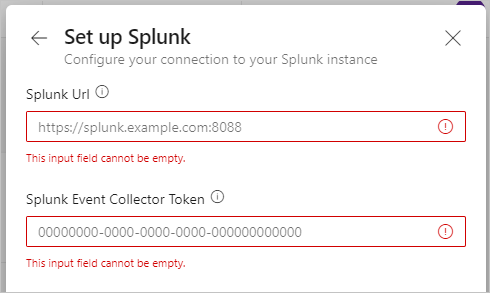 Set up Splunk
Configure your connection to your Splunk instance
Splunk Url
https://splunk.example.com:8088
This input field cannot be empty.
Splunk Event Collector Token
00000000-0000-0000-0000-000000000000
This input field cannot be empty.